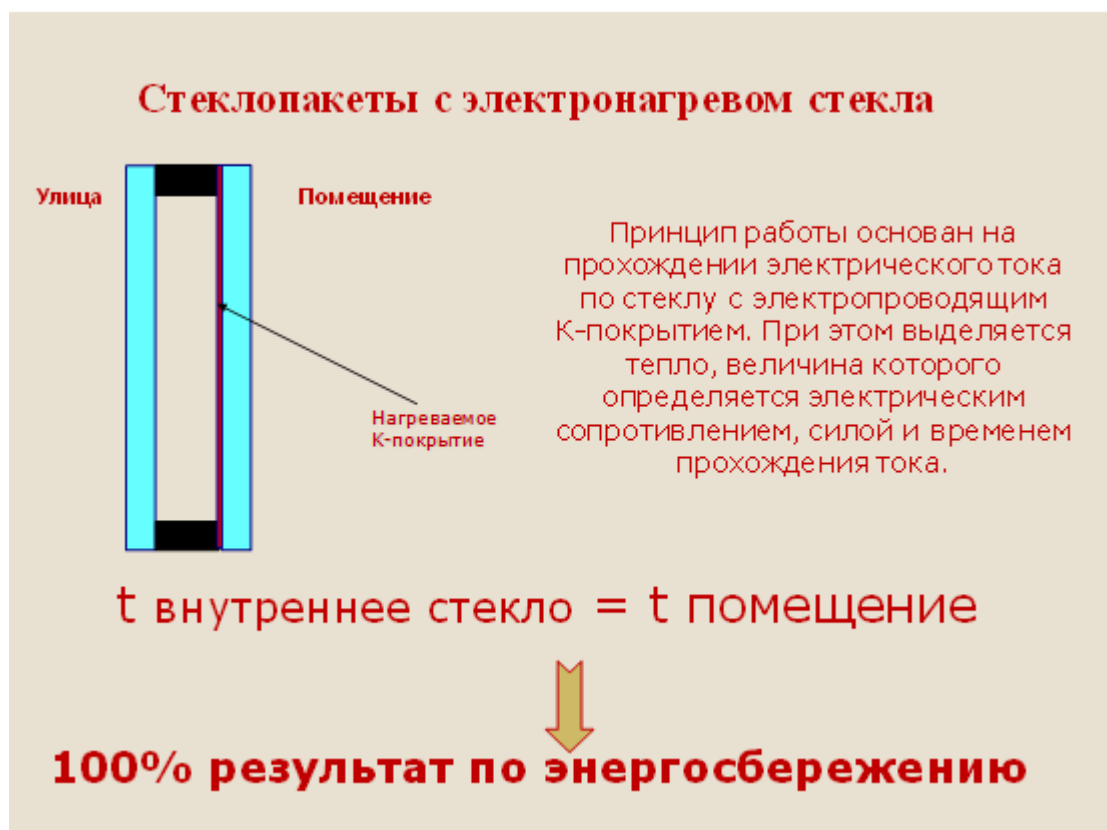 Стеклопакеты с электронагревом стекла
Улица
Помещение
Принцип работы основан на
прохождении электрического тока
по стеклу с электропроводящим
К-покрытием. При этом выделяется
тепло, величина которого
определяется электрическим
сопротивлением, силой и временем
прохождения тока.
Нагреваемое
К-покрытие
t внутреннее стекло = t помещение
100% результат по энергосбережению